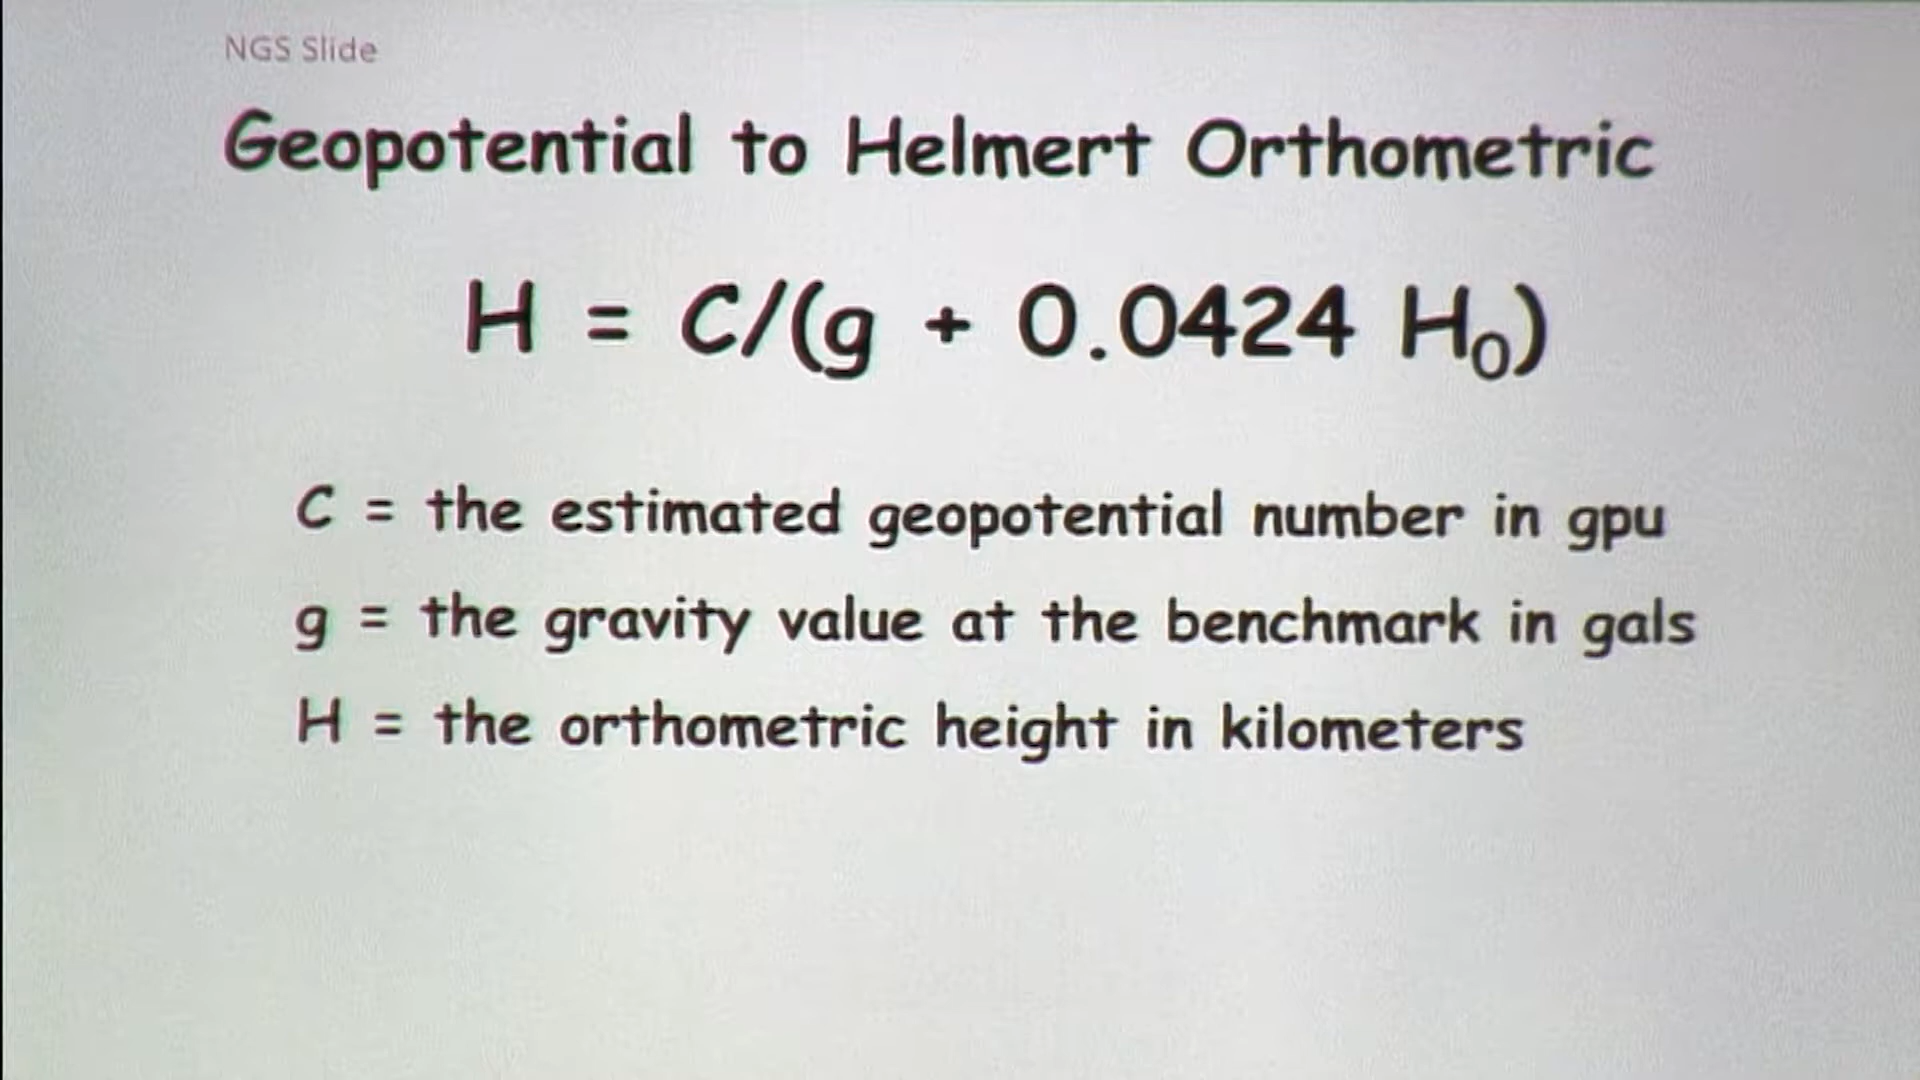 NGS Slide
Geopotential to Helmert Orthometric
H = C/(g + 0.0424 H₀)
C = the estimated geopotential number in gpu
g = the gravity value at the benchmark in gals
H = the orthometric height in kilometers